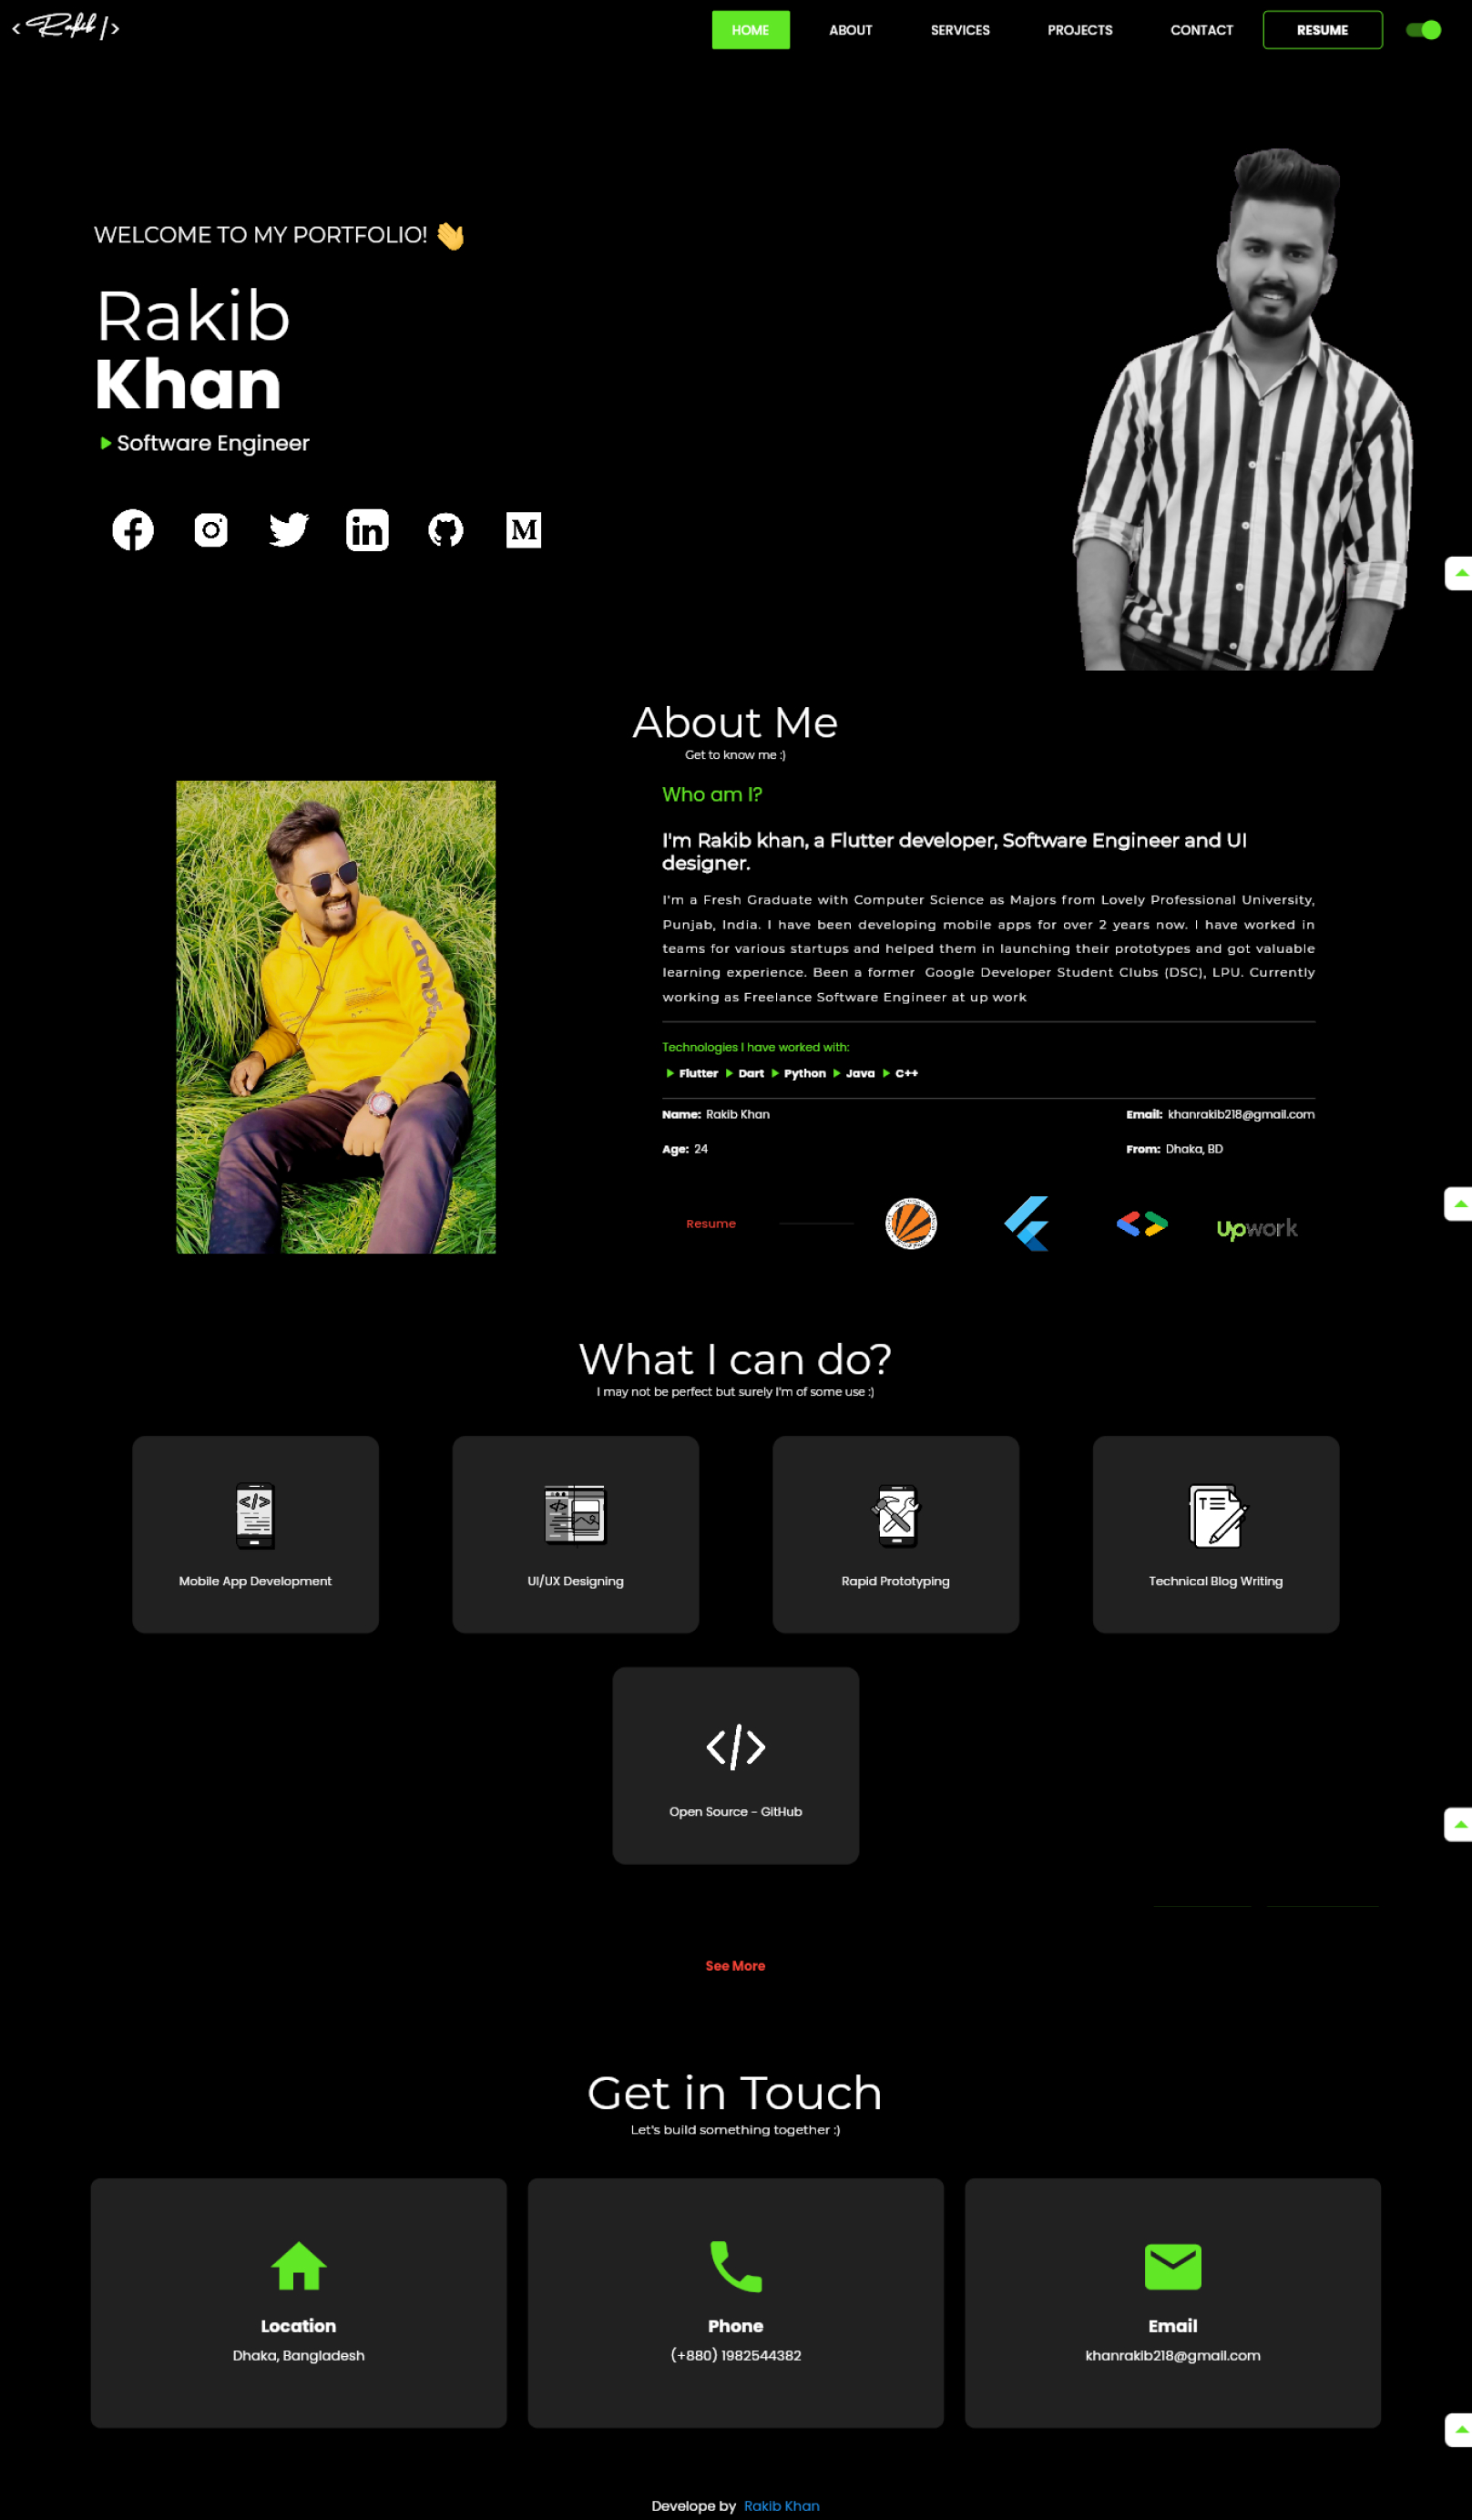 < Rakib />
HOME ABOUT SERVICES PROJECTS CONTACT RESUME
WELCOME TO MY PORTFOLIO! 👋
Rakib
Khan
Software Engineer
in M
About Me
Get to know me :)
Who am I?
I'm Rakib khan, a Flutter developer, Software Engineer and UI
designer.
I'm a Fresh Graduate with Computer Science as Majors from Lovely Professional University,
Punjab, India. I have been developing mobile apps for over 2 years now. I have worked in
teams for various startups and helped them in launching their prototypes and got valuable
learning experience. Been a former Google Developer Student Clubs (DSC), LPU. Currently
working as Freelance Software Engineer at up work
Technologies I have worked with:
Flutter Dart Python Java C++
Name: Rakib Khan Email: khanrakib218@gmail.com
Age: 24 From: Dhaka, BD
Resume upwork
What I can do?
I may not be perfect but surely I'm of some use :)
Mobile App Development UI/UX Designing Rapid Prototyping Technical Blog Writing
</>
Open Source - GitHub
See More
Get in Touch
Let's build something together :)
Location Phone Email
Dhaka, Bangladesh (+880) 1982544382 khanrakib218@gmail.com
Develope by Rakib Khan